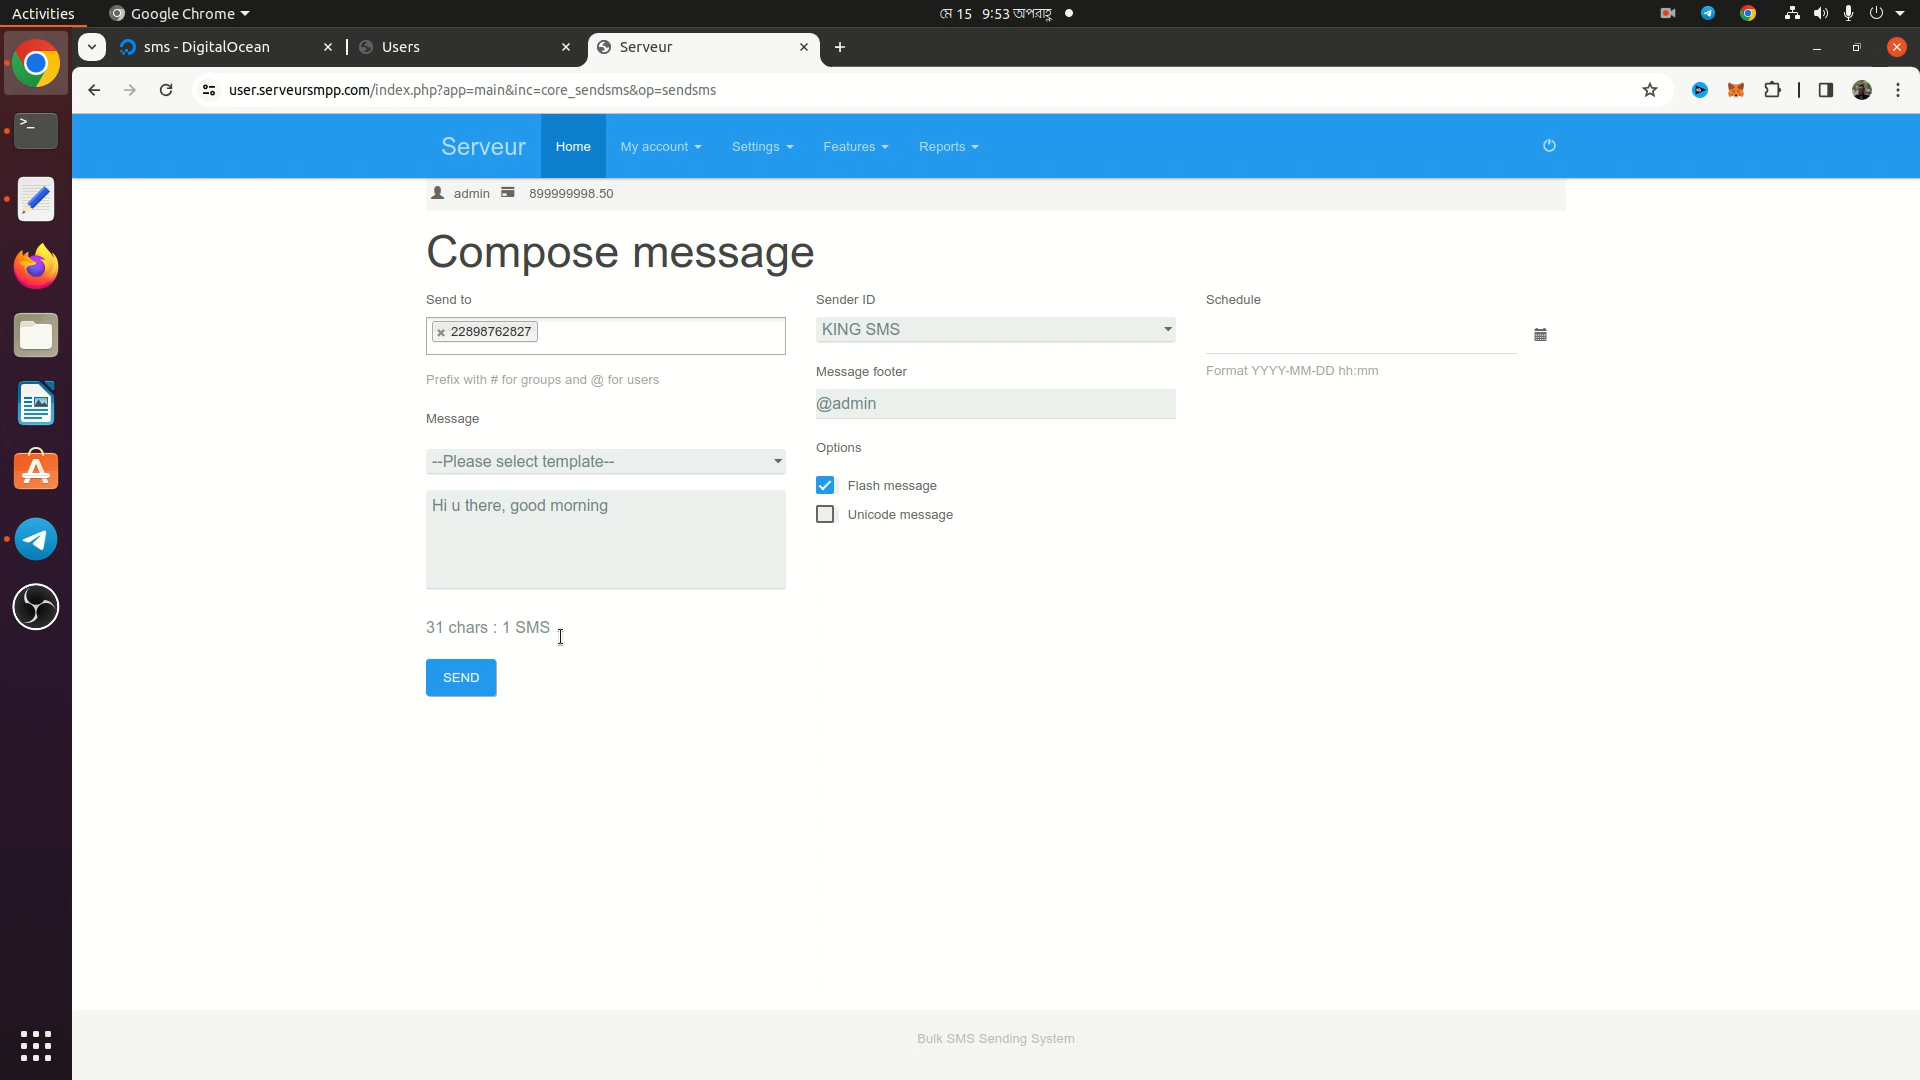 Activities
Google Chrome
মে 15 9:53 অপরাহ্ণ
sms - DigitalOcean
Users
Serveur
user.serveursmpp.com/index.php?app=main&inc=core_sendsms&op=sendsms
Serveur
Home
My account
Settings
Features
Reports
admin 899999998.50
Compose message
Send to
22898762827
Prefix with # for groups and @ for users
Message
--Please select template--
Hi u there, good morning
31 chars : 1 SMS
SEND
Sender ID
KING SMS
Message footer
@admin
Options
Flash message
Unicode message
Schedule
Format YYYY-MM-DD hh:mm
Bulk SMS Sending System